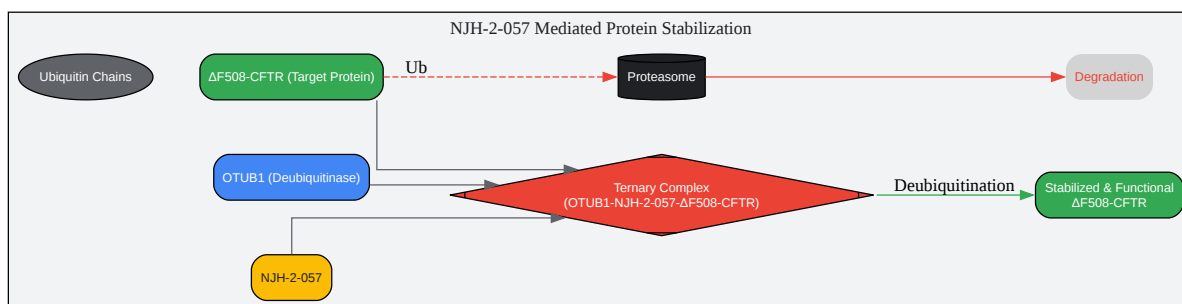 NJH-2-057 Mediated Protein Stabilization
Ubiquitin Chains
ΔF508-CFTR (Target Protein)
Ub
Proteasome
Degradation
OTUB1 (Deubiquitinase)
Ternary Complex
(OTUB1-NJH-2-057-ΔF508-CFTR)
Deubiquitination
Stabilized & Functional
ΔF508-CFTR
NJH-2-057